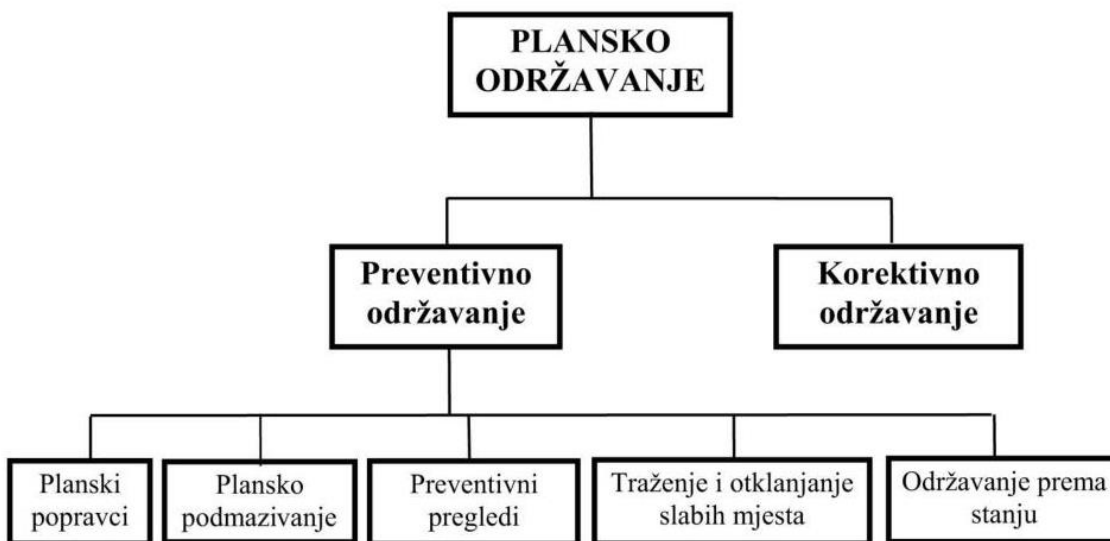 PLANSKO
ODRŽAVANJE
Preventivno
održavanje
Korektivno
održavanje
Planski
popravci
Plansko
podmazivanje
Preventivni
pregledi
Traženje i otklanjanje
slabih mjesta
Održavanje prema
stanju